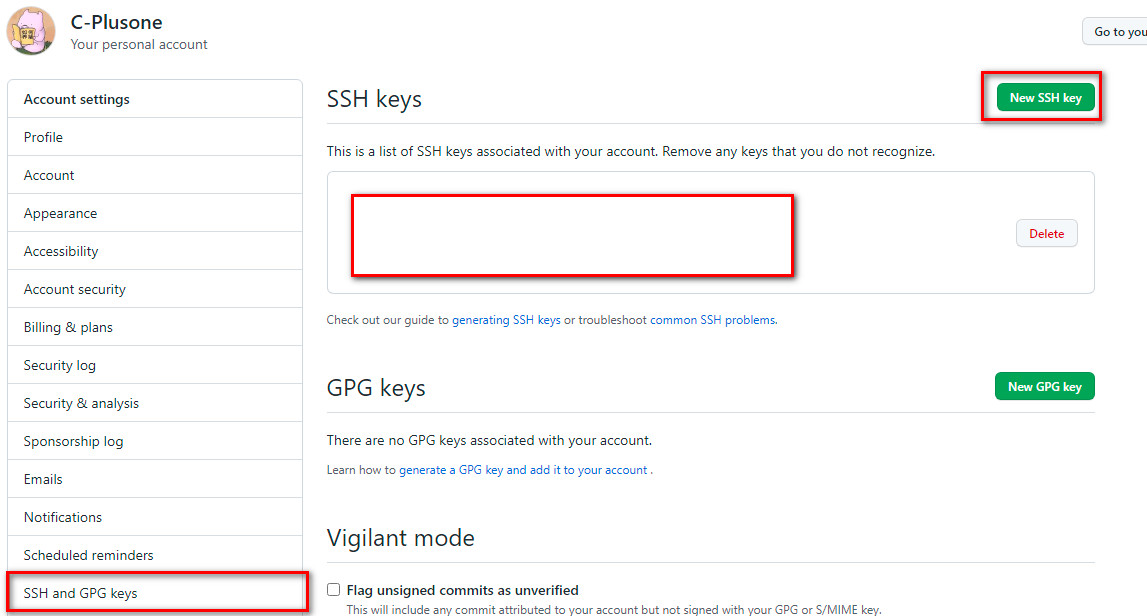 C-Plusone
Your personal account
Go to you
Account settings
Profile
Account
Appearance
Accessibility
Account security
Billing & plans
Security log
Security & analysis
Sponsorship log
Emails
Notifications
Scheduled reminders
SSH and GPG keys
SSH keys
New SSH key
This is a list of SSH keys associated with your account. Remove any keys that you do not recognize.
Delete
Check out our guide to generating SSH keys or troubleshoot common SSH problems.
GPG keys
New GPG key
There are no GPG keys associated with your account.
Learn how to generate a GPG key and add it to your account .
Vigilant mode
Flag unsigned commits as unverified
This will include any commit attributed to your account but not signed with your GPG or S/MIME key.